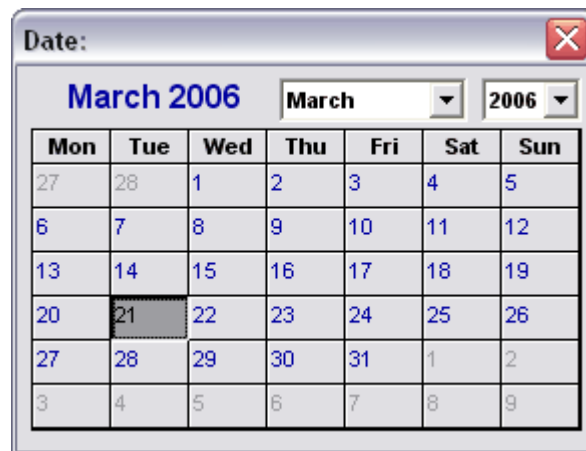 Date:
March 2006 March 2006
Mon Tue Wed Thu Fri Sat Sun
27 28 1 2 3 4 5
6 7 8 9 10 11 12
13 14 15 16 17 18 19
20 21 22 23 24 25 26
27 28 29 30 31 1 2
3 4 5 6 7 8 9